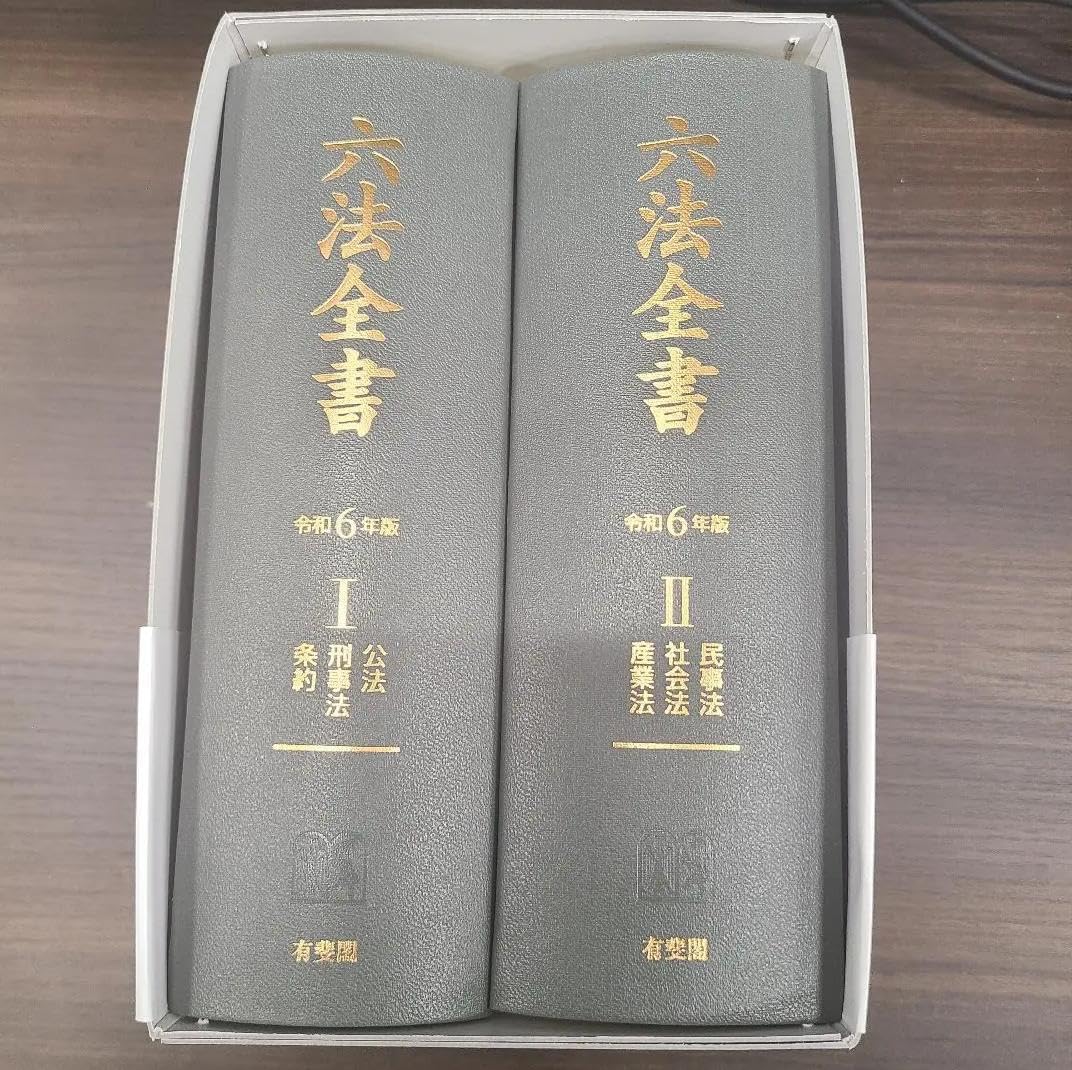 六法全書
令和6年版
I
公法
刑事法
条約
有斐閣
六法全書
令和6年版
II
民事法
社会法
産業法
有斐閣